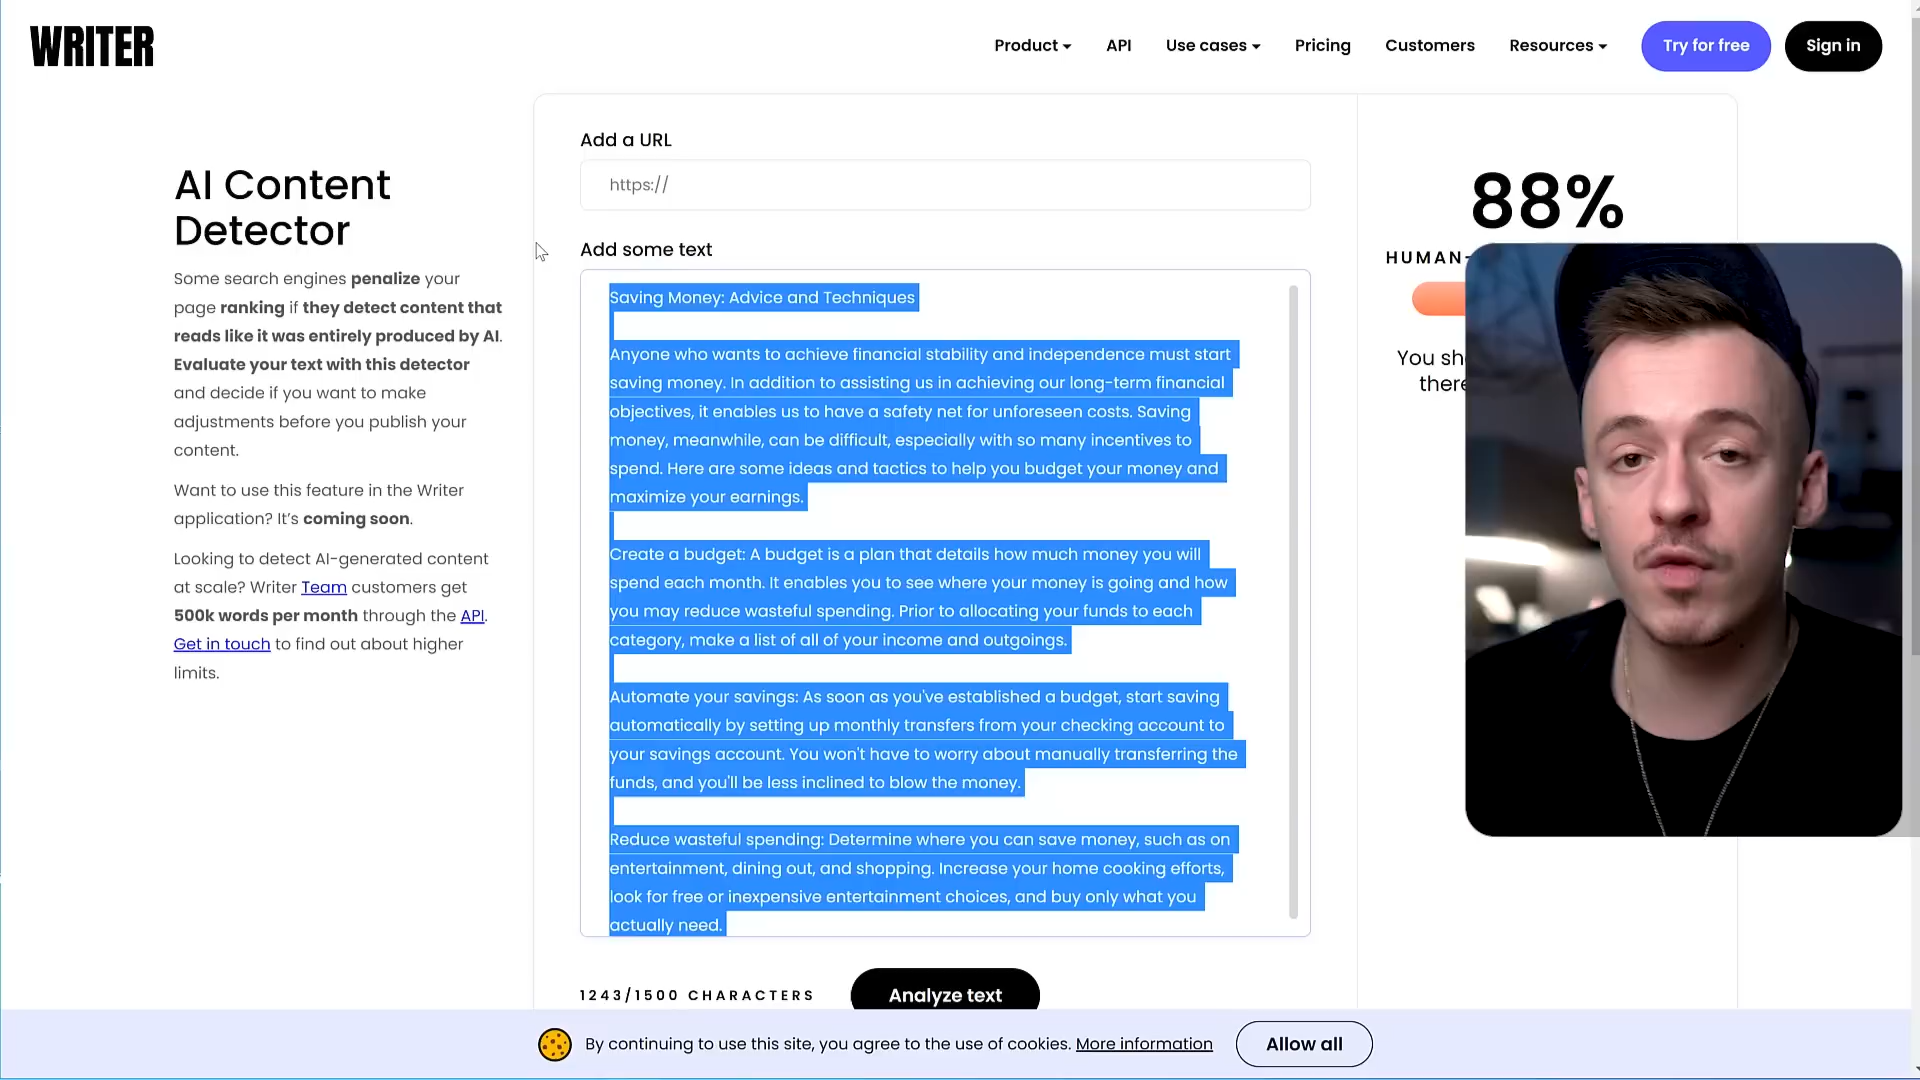 WRITER
Product
API
Use cases
Pricing
Customers
Resources
Try for free
Sign in
AI Content
Detector
Some search engines penalize your
page ranking if they detect content that
reads like it was entirely produced by AI.
Evaluate your text with this detector
and decide if you want to make
adjustments before you publish your
content.
Want to use this feature in the Writer
application? It's coming soon.
Looking to detect AI-generated content
at scale? Writer Team customers get
500k words per month through the API.
Get in touch to find out about higher
limits.
Add a URL
https://
Add some text
Saving Money: Advice and Techniques
Anyone who wants to achieve financial stability and independence must start
saving money. In addition to assisting us in achieving our long-term financial
objectives, it enables us to have a safety net for unforeseen costs. Saving
money, meanwhile, can be difficult, especially with so many incentives to
spend. Here are some ideas and tactics to help you budget your money and
maximize your earnings.
Create a budget: A budget is a plan that details how much money you will
spend each month. It enables you to see where your money is going and how
you may reduce wasteful spending. Prior to allocating your funds to each
category, make a list of all of your income and outgoings.
Automate your savings: As soon as you've established a budget, start saving
automatically by setting up monthly transfers from your checking account to
your savings account. You won't have to worry about manually transferring the
funds, and you'll be less inclined to blow the money.
Reduce wasteful spending: Determine where you can save money, such as on
entertainment, dining out, and shopping. Increase your home cooking efforts,
look for free or inexpensive entertainment choices, and buy only what you
actually need.
1243/1500 CHARACTERS
Analyze text
88%
HUMAN-
You
By continuing to use this site, you agree to the use of cookies. More information
Allow all